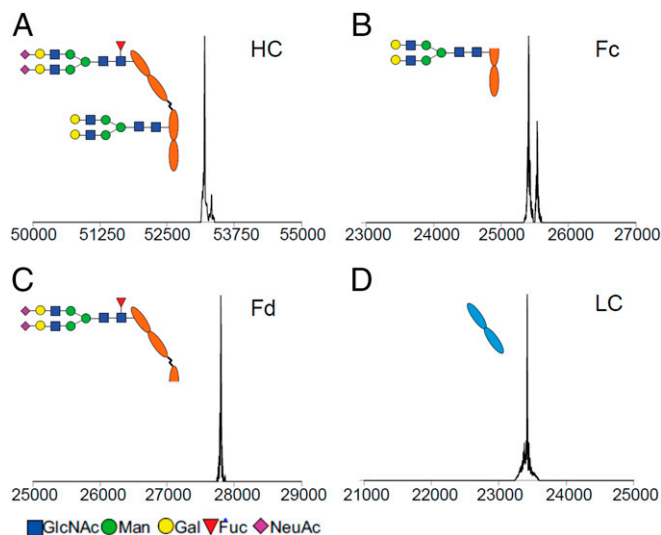 A
HC
50000 51250 52500 53750 55000
B
Fc
23000 24000 25000 26000 27000
C
Fd
25000 26000 27000 28000 29000
D
LC
21000 22000 23000 24000 25000
GlcNAc Man Gal Fuc NeuAc